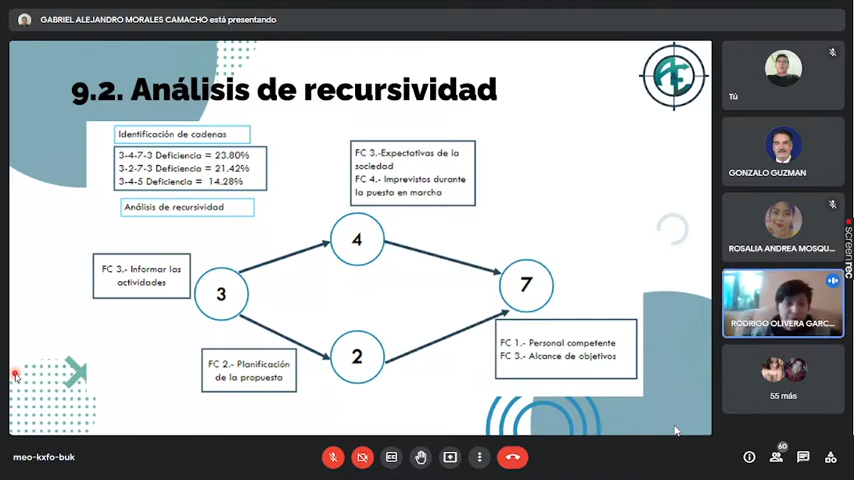 GABRIEL ALEJANDRO MORALES CAMACHO está presentando
9.2. Análisis de recursividad
Identificación de cadenas
3-4-7-3 Deficiencia = 23.80%
3-2-7-3 Deficiencia = 21.42%
3-4-5 Deficiencia = 14.28%
Análisis de recursividad
FC 3.-Expectativas de la
sociedad
FC 4.- Imprevistos durante
la puesta en marcha
FC 3.- Informar las
actividades
4
3
7
2
FC 2.- Planificación
de la propuesta
FC 1.- Personal competente
FC 3.- Alcance de objetivos
Tú
GONZALO GUZMAN
ROSALIA ANDREA MOSQU...
RODRIGO OLIVERA GARC...
55 más
screenrec
meo-kxfo-buk
60